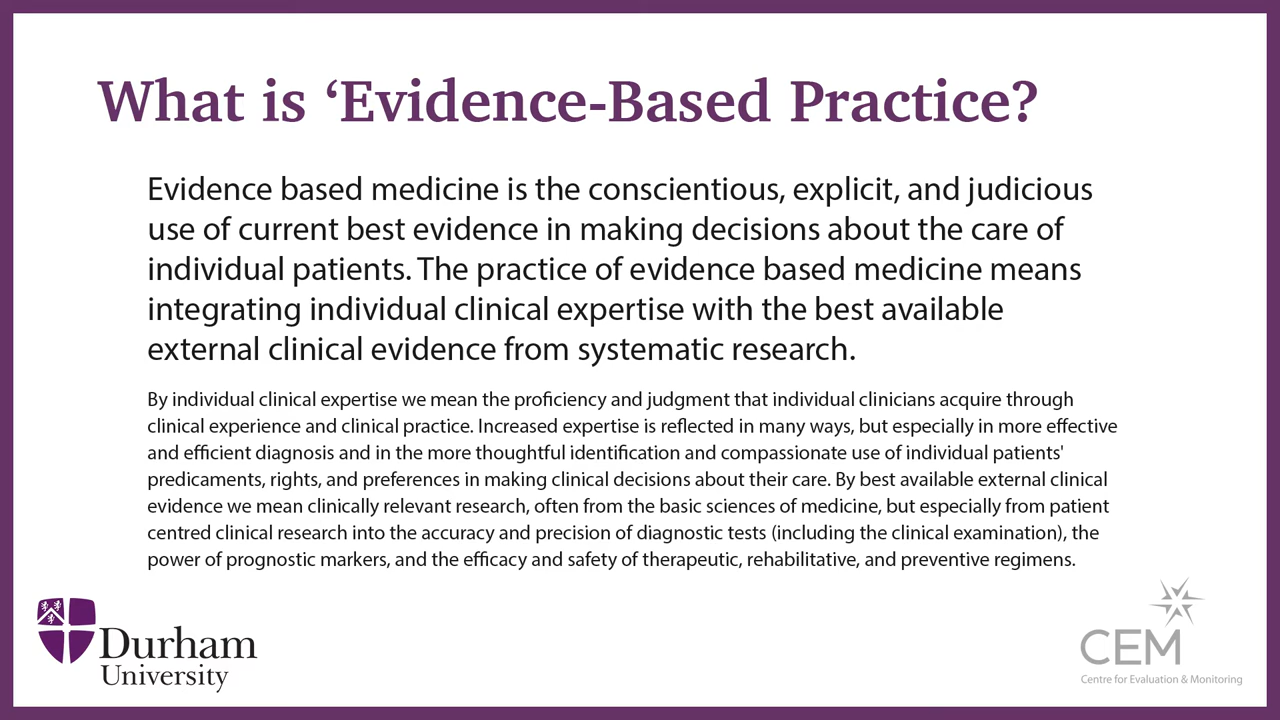 What is ‘Evidence-Based Practice?
Evidence based medicine is the conscientious, explicit, and judicious
use of current best evidence in making decisions about the care of
individual patients. The practice of evidence based medicine means
integrating individual clinical expertise with the best available
external clinical evidence from systematic research.
By individual clinical expertise we mean the proficiency and judgment that individual clinicians acquire through
clinical experience and clinical practice. Increased expertise is reflected in many ways, but especially in more effective
and efficient diagnosis and in the more thoughtful identification and compassionate use of individual patients'
predicaments, rights, and preferences in making clinical decisions about their care. By best available external clinical
evidence we mean clinically relevant research, often from the basic sciences of medicine, but especially from patient
centred clinical research into the accuracy and precision of diagnostic tests (including the clinical examination), the
power of prognostic markers, and the efficacy and safety of therapeutic, rehabilitative, and preventive regimens.
Durham
University
CEM
Centre for Evaluation & Monitoring